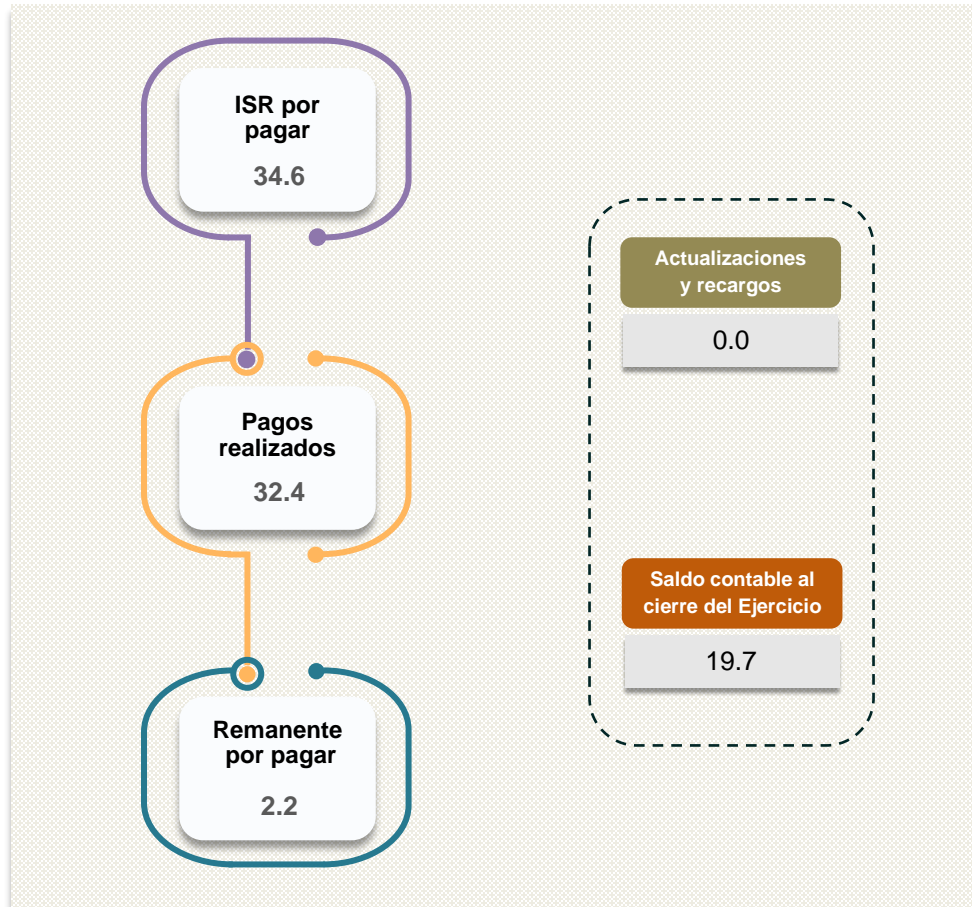 ISR por
pagar
34.6
Pagos
realizados
32.4
Remanente
por pagar
2.2
Actualizaciones
y recargos
0.0
Saldo contable al
cierre del Ejercicio
19.7